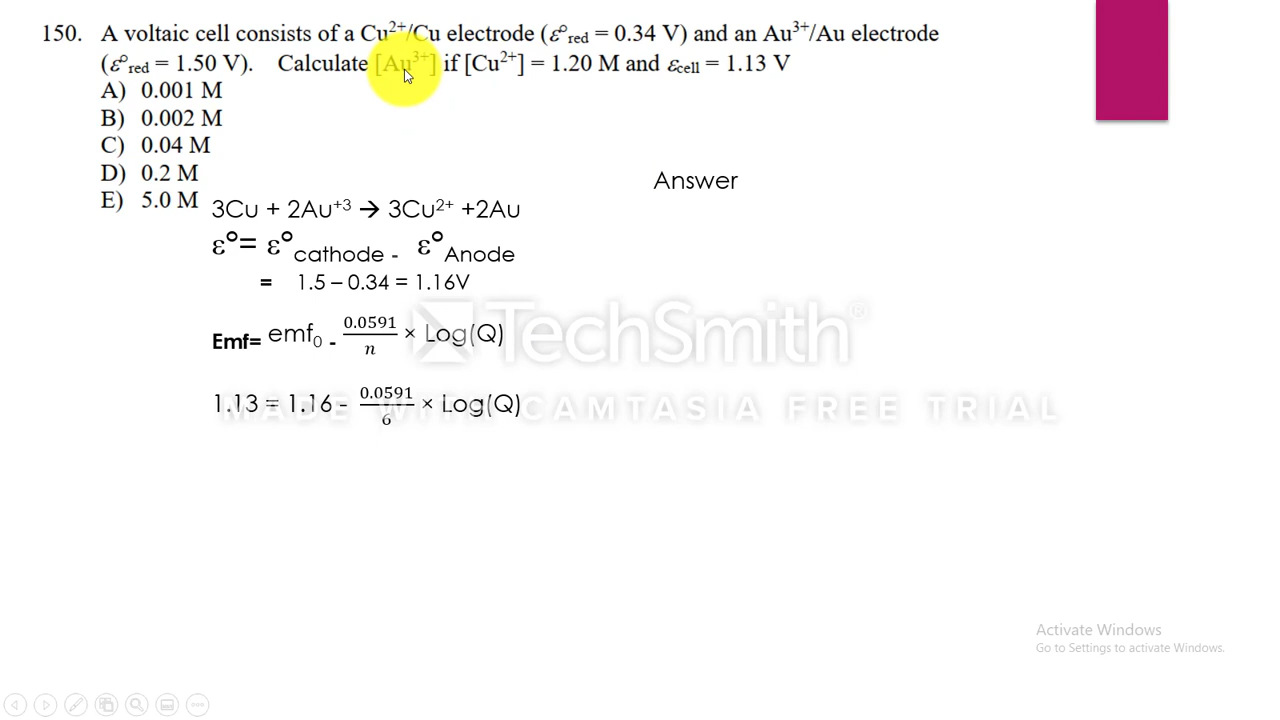 150. A voltaic cell consists of a Cu²⁺/Cu electrode (ℰ°red = 0.34 V) and an Au³⁺/Au electrode
(ℰ°red = 1.50 V). Calculate [Au³⁺] if [Cu²⁺] = 1.20 M and ℰcell = 1.13 V
A) 0.001 M
B) 0.002 M
C) 0.04 M
D) 0.2 M
E) 5.0 M
Answer
3Cu + 2Au⁺³ → 3Cu²⁺ +2Au
ε°= ε°cathode - ε°Anode
= 1.5 – 0.34 = 1.16V
Emf= emf₀ - 0.0591/n × Log(Q)
1.13 = 1.16 - 0.0591/6 × Log(Q)
TechSmith®
MADE WITH CAMTASIA FREE TRIAL
Activate Windows
Go to Settings to activate Windows.